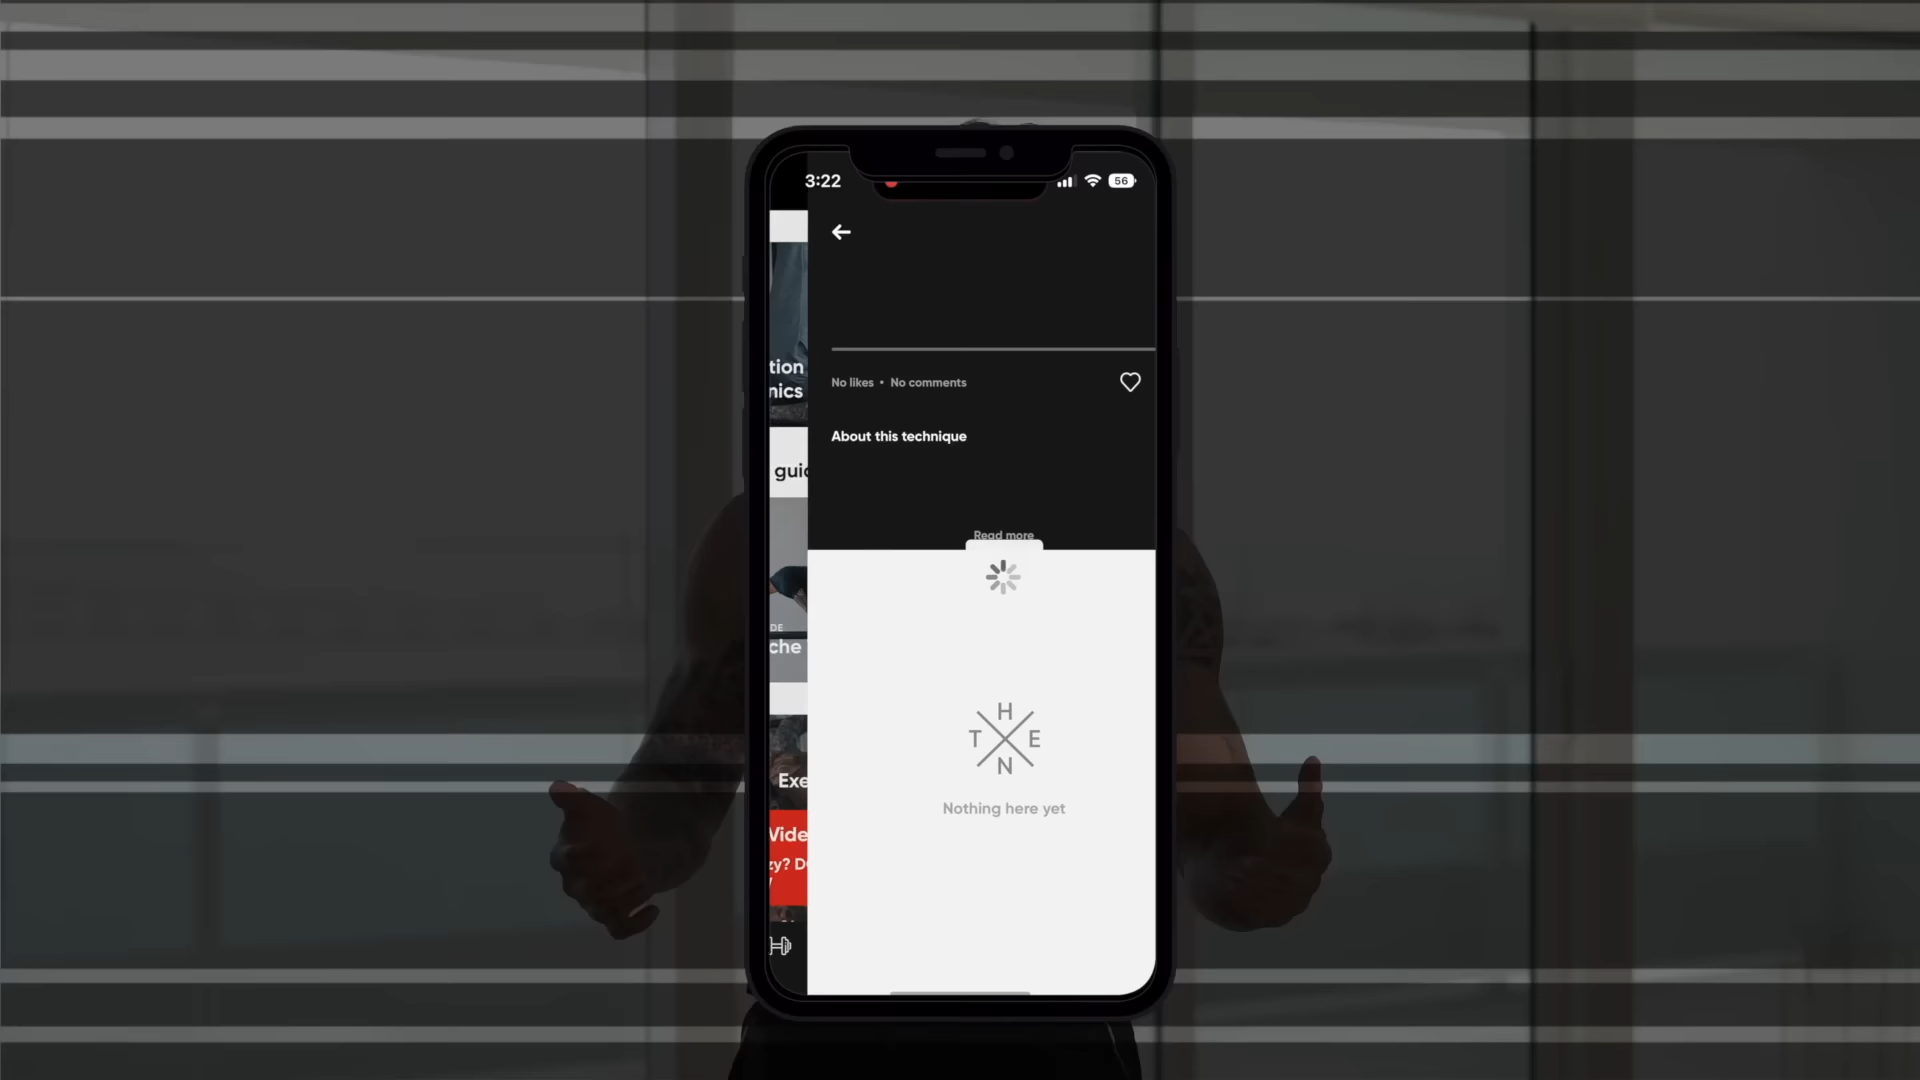 3:22
56
tion
nics
No likes • No comments
About this technique
guid
Read more
DE
che
H
T E
N
Exe
Nothing here yet
Vide
zy? D